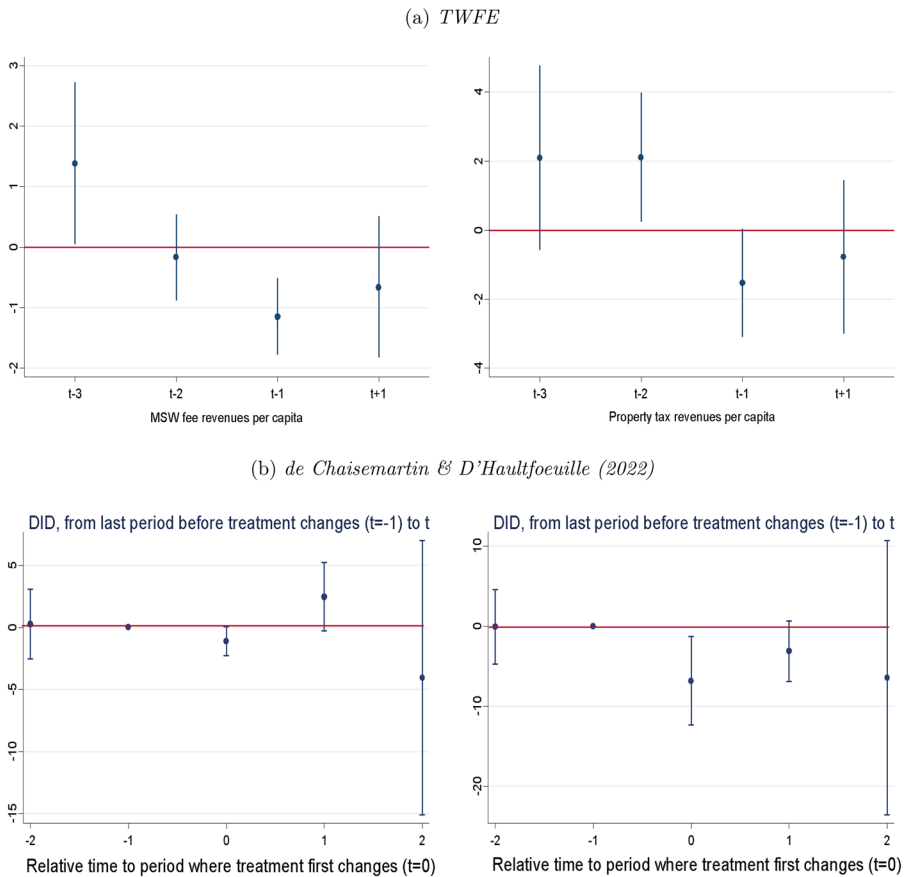 (a) TWFE
3
2
1
0
-1
-2
t-3 t-2 t-1 t+1
MSW fee revenues per capita
4
2
0
-2
-4
t-3 t-2 t-1 t+1
Property tax revenues per capita
(b) de Chaisemartin & D'Haultfoeuille (2022)
DID, from last period before treatment changes (t=-1) to t
5
0
-5
-10
-15
-2 -1 0 1 2
Relative time to period where treatment first changes (t=0)
DID, from last period before treatment changes (t=-1) to t
10
0
-10
-20
-2 -1 0 1 2
Relative time to period where treatment first changes (t=0)